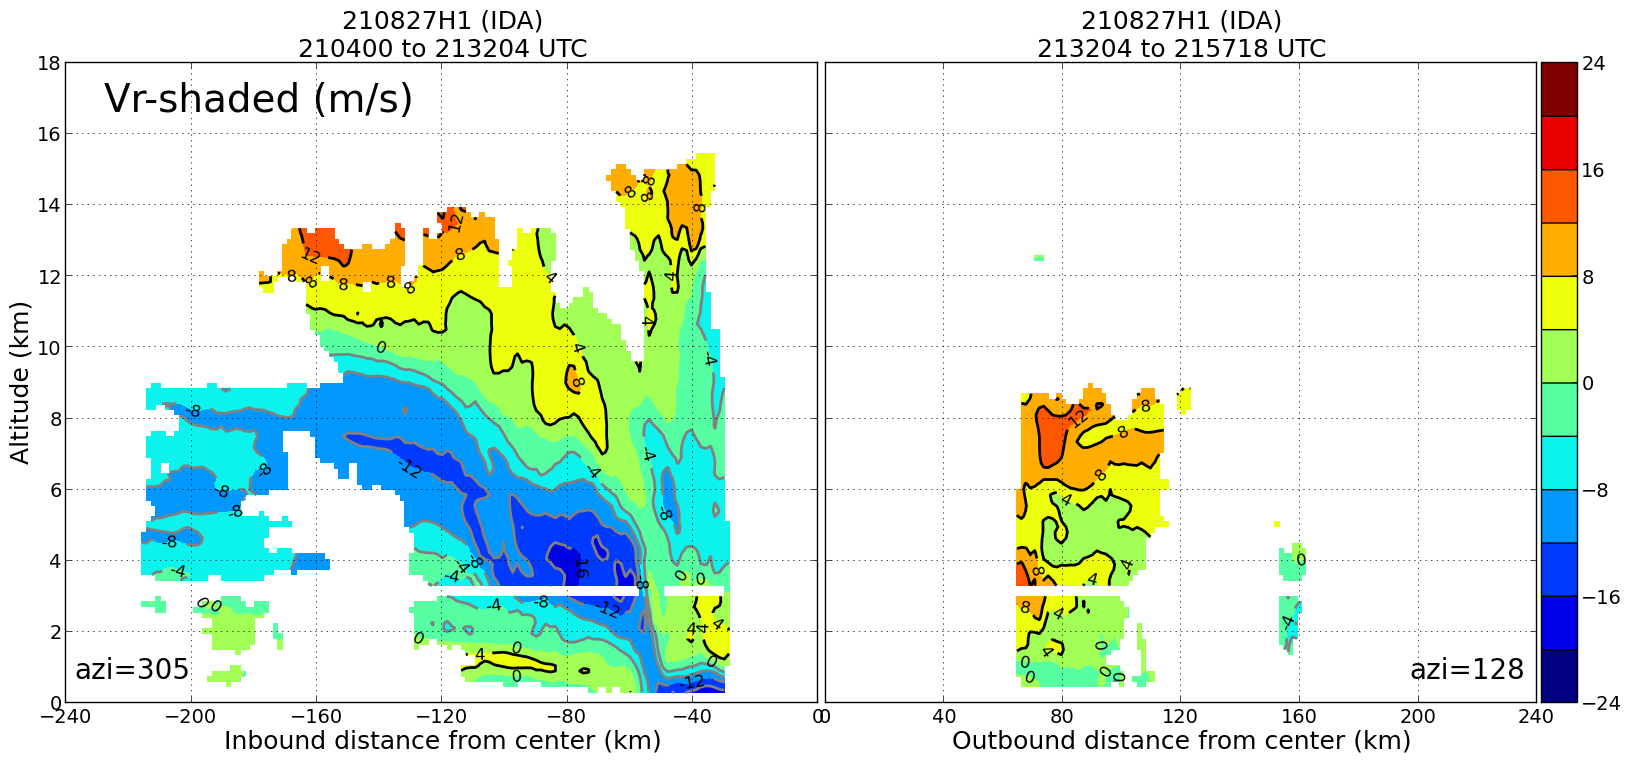 210827H1 (IDA)
210400 to 213204 UTC
210827H1 (IDA)
213204 to 215718 UTC
Vr-shaded (m/s)
18
16
14
12
10
8
6
4
2
0
Altitude (km)
azi=305
azi=128
24
16
8
0
−8
−16
−24
−240 −200 −160 −120 −80 −40 0
0 40 80 120 160 200 240
Inbound distance from center (km)
Outbound distance from center (km)